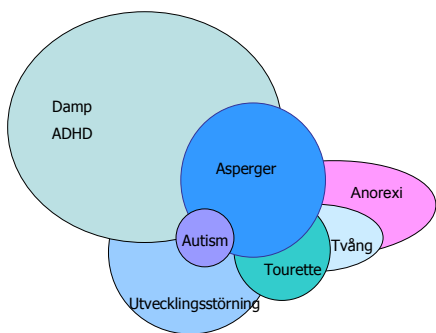 Damp
ADHD
Asperger
Anorexi
Autism
Tvång
Tourette
Utvecklingsstörning